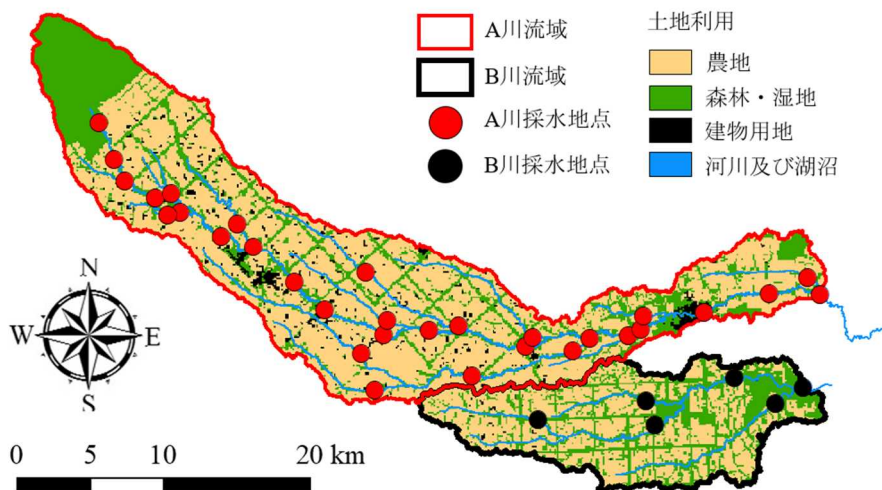 A川流域
B川流域
A川採水地点
B川採水地点
土地利用
農地
森林・湿地
建物用地
河川及び湖沼
N
W E
S
0 5 10 20 km